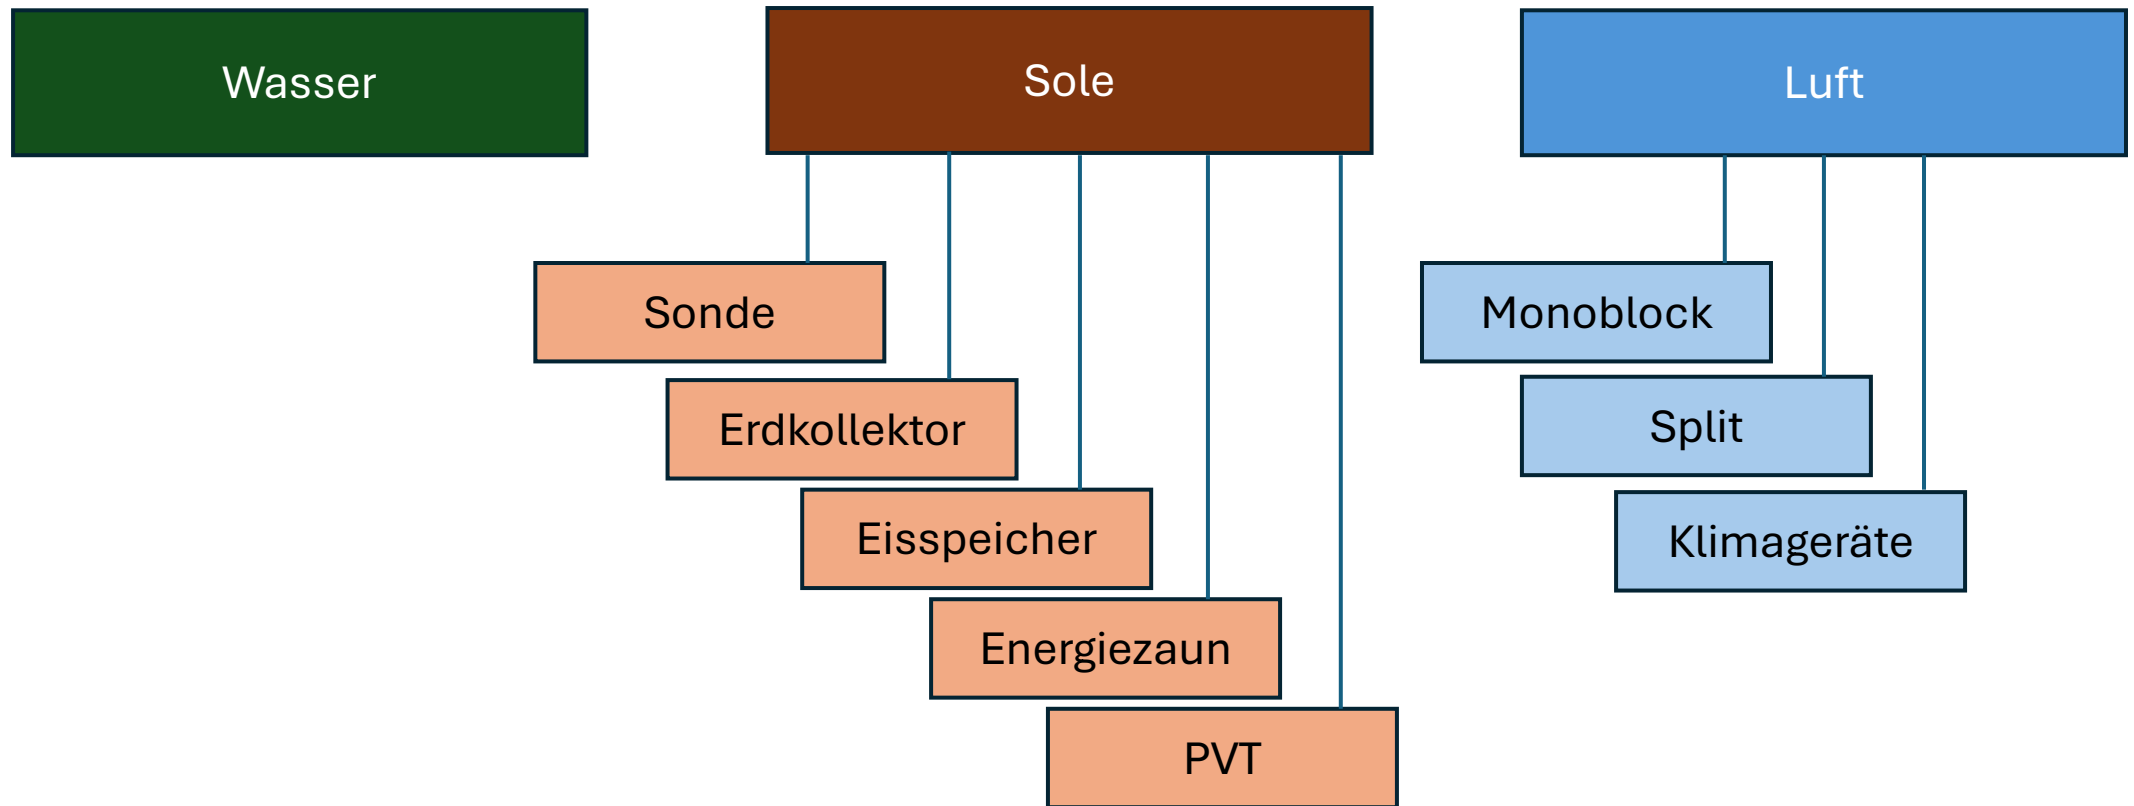 Wasser
Sole
Luft
Sonde
Monoblock
Erdkollektor
Split
Eisspeicher
Klimageräte
Energiezaun
PVT